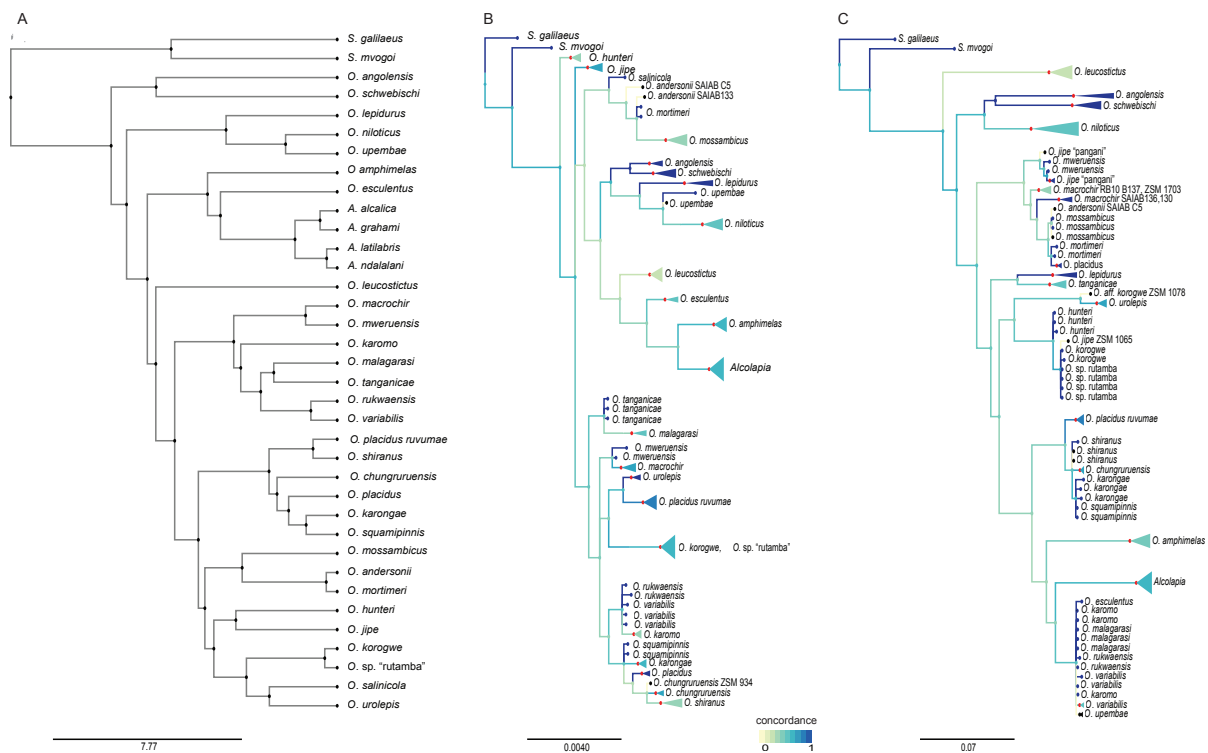 A
S. galilaeus
S. mvogoi
O. angolensis
O. schwebischi
O. lepidurus
O. niloticus
O. upembae
O amphimelas
O. esculentus
A. alcalica
A. grahami
A. latilabris
A. ndalalani
O. leucostictus
O. macrochir
O. mweruensis
O. karomo
O. malagarasi
O. tanganicae
O. rukwaensis
O. variabilis
O. placidus ruvumae
O. shiranus
O. chungruruensis
O. placidus
O. karongae
O. squamipinnis
O. mossambicus
O. andersonii
O. mortimeri
O. hunteri
O. jipe
O. korogwe
O. sp. “rutamba”
O. salinicola
O. urolepis
7.77
B
S. galilaeus
S. mvogoi
O. hunteri
O. jipe
O. salinicola
O. andersonii SAIAB C5
O. andersonii SAIAB133
O. mortimeri
O. mossambicus
O. angolensis
O. schwebischi
O. lepidurus
O. upembae
O. upembae
O. niloticus
O. leucostictus
O. esculentus
O. amphimelas
Alcolapia
O. tanganicae
O. tanganicae
O. tanganicae
O. malagarasi
O. mweruensis
O. mweruensis
O. macrochir
O. urolepis
O. placidus ruvumae
O. korogwe, O. sp. “rutamba”
O. rukwaensis
O. rukwaensis
O. variabilis
O. variabilis
O. variabilis
O. karomo
O. squamipinnis
O. squamipinnis
O. karongae
O. placidus
O. chungruruensis ZSM 934
O. chungruruensis
O. shiranus
0.0040
concordance
0 1
C
S. galilaeus
S. mvogoi
O. leucostictus
O. angolensis
O. schwebischi
O. niloticus
O. jipe “pangani”
O. mweruensis
O. mweruensis
O. jipe “pangani”
O. macrochir RB10 B137, ZSM 1703
O. macrochir SAIAB136,130
O. andersonii SAIAB C5
O. mossambicus
O. mossambicus
O. mossambicus
O. mortimeri
O. mortimeri
O. placidus
O. lepidurus
O. tanganicae
O. aff. korogwe ZSM 1078
O. urolepis
O. hunteri
O. hunteri
O. hunteri
O. jipe ZSM 1065
O. korogwe
O. korogwe
O. sp. rutamba
O. sp. rutamba
O. sp. rutamba
O. sp. rutamba
O. placidus ruvumae
O. shiranus
O. shiranus
O. shiranus
O. chungruruensis
O. karongae
O. karongae
O. karongae
O. squamipinnis
O. squamipinnis
O. amphimelas
Alcolapia
O. esculentus
O. karomo
O. karomo
O. malagarasi
O. malagarasi
O. malagarasi
O. rukwaensis
O. rukwaensis
O. variabilis
O. variabilis
O. karomo
O. variabilis
O. upembae
0.07